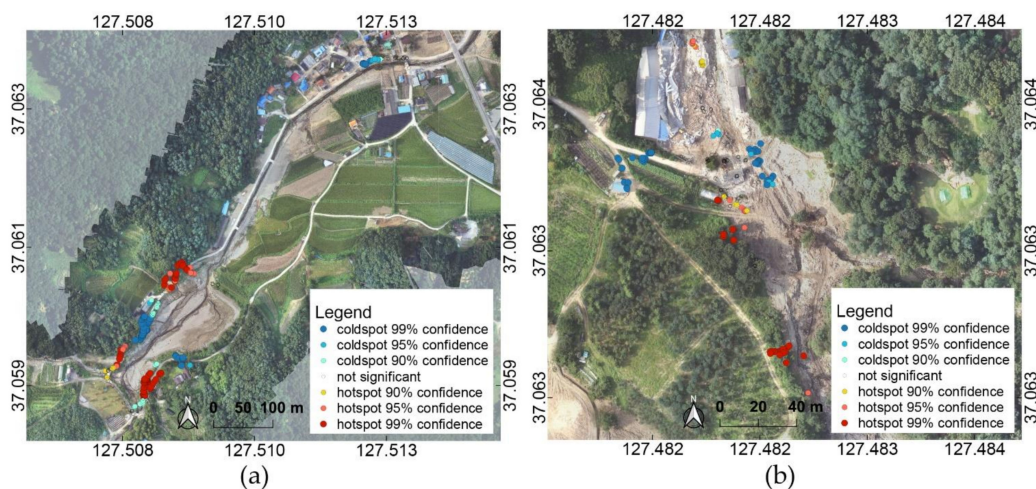 127.508 127.510 127.513
37.063
37.061
37.059
Legend
coldspot 99% confidence
coldspot 95% confidence
coldspot 90% confidence
not significant
hotspot 90% confidence
hotspot 95% confidence
hotspot 99% confidence
N
0 50 100 m
127.508 127.510 127.513
37.063
37.061
37.059
(a)
127.482 127.482 127.483 127.484
37.064
37.063
37.063
Legend
coldspot 99% confidence
coldspot 95% confidence
coldspot 90% confidence
not significant
hotspot 90% confidence
hotspot 95% confidence
hotspot 99% confidence
N
0 20 40 m
127.482 127.482 127.483 127.484
37.064
37.063
37.063
(b)